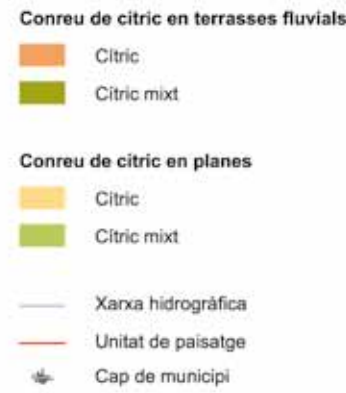 Conreu de cítric en terrasses fluvials
Cítric
Cítric mixt
Conreu de cítric en planes
Cítric
Cítric mixt
Xarxa hidrogràfica
Unitat de paisatge
Cap de municipi